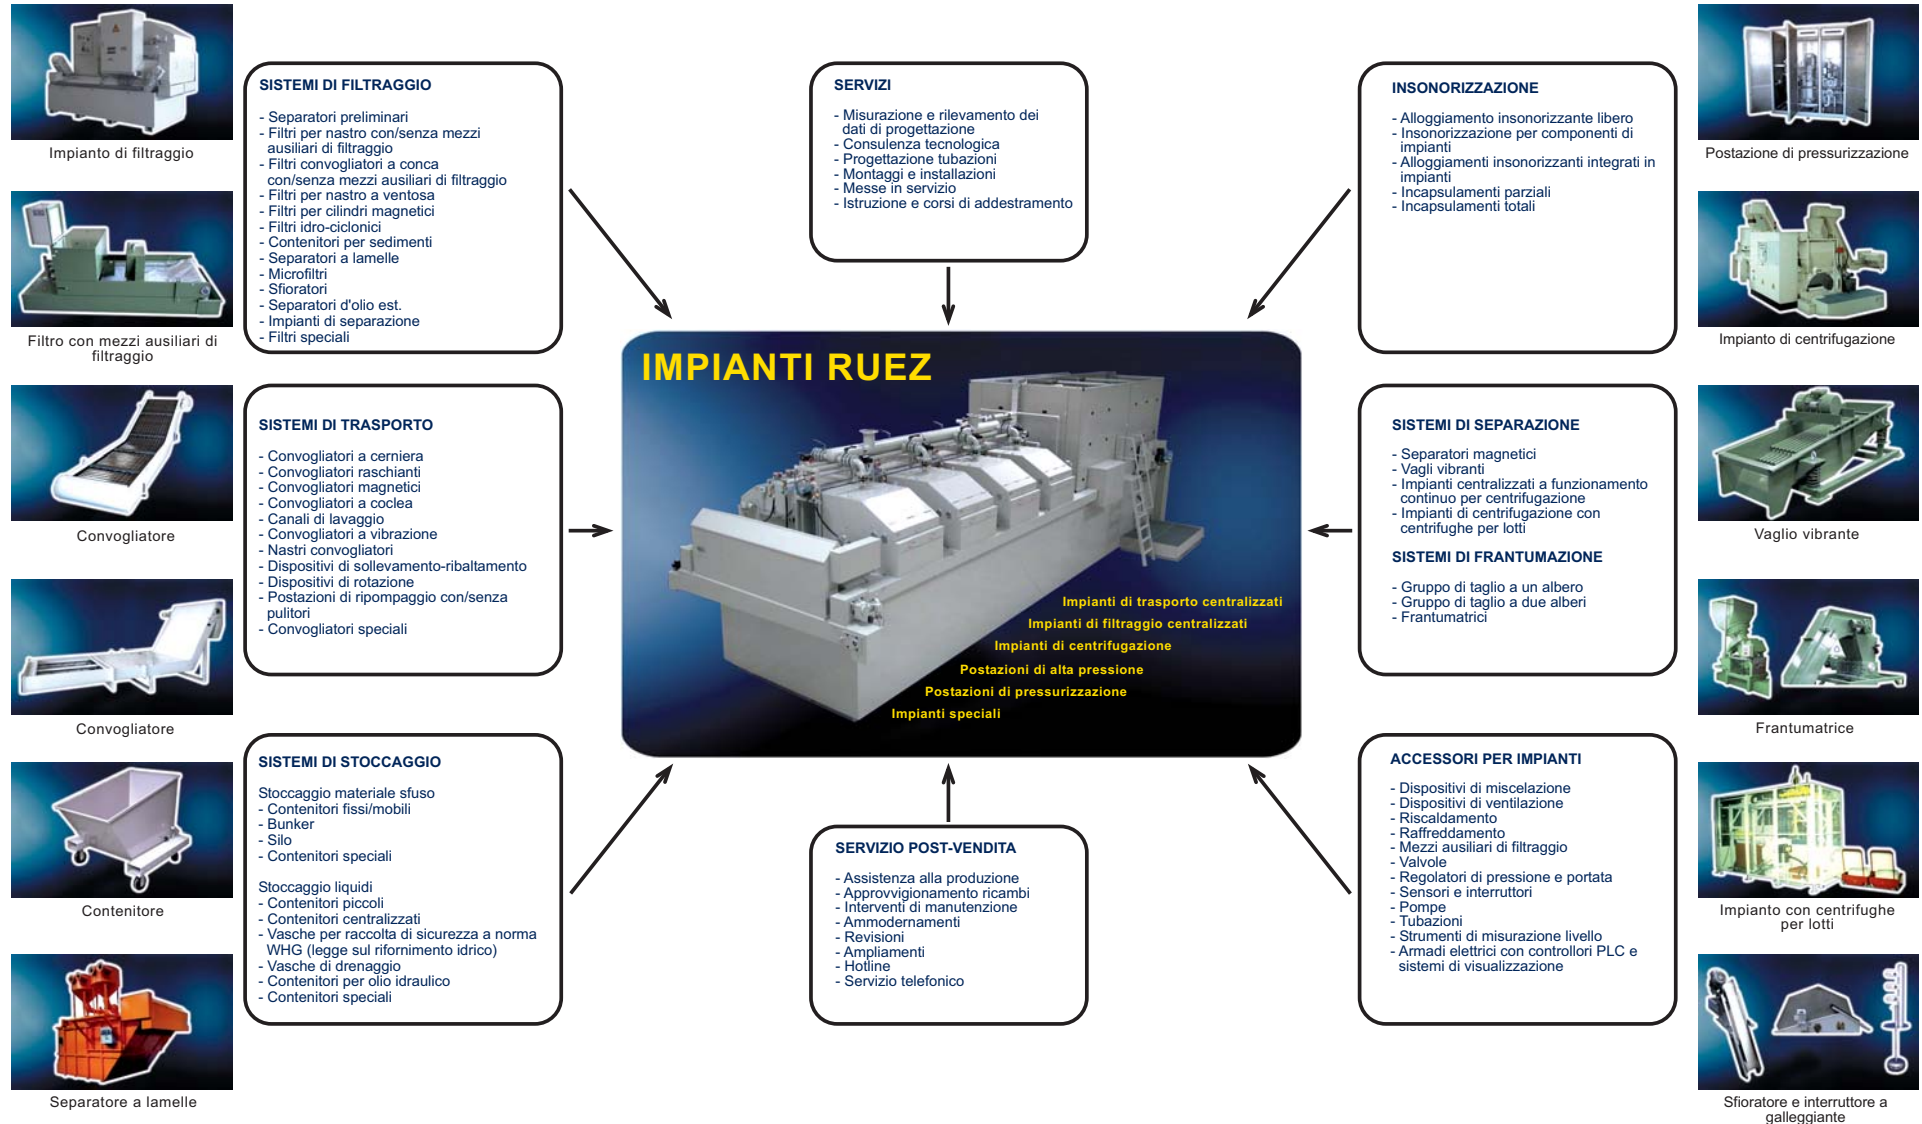 Impianto di filtraggio
Filtro con mezzi ausiliari di
filtraggio
Convogliatore
Convogliatore
Contenitore
Separatore a lamelle
SISTEMI DI FILTRAGGIO
- Separatori preliminari
- Filtri per nastro con/senza mezzi
ausiliari di filtraggio
- Filtri convogliatori a conca
con/senza mezzi ausiliari di filtraggio
- Filtri per nastro a ventosa
- Filtri per cilindri magnetici
- Filtri idro-ciclonici
- Contenitori per sedimenti
- Separatori a lamelle
- Microfiltri
- Sfioratori
- Separatori d'olio est.
- Impianti di separazione
- Filtri speciali
SISTEMI DI TRASPORTO
- Convogliatori a cerniera
- Convogliatori raschianti
- Convogliatori magnetici
- Convogliatori a coclea
- Canali di lavaggio
- Convogliatori a vibrazione
- Nastri convogliatori
- Dispositivi di sollevamento-ribaltamento
- Dispositivi di rotazione
- Postazioni di ripompaggio con/senza
pulitori
- Convogliatori speciali
SISTEMI DI STOCCAGGIO
Stoccaggio materiale sfuso
- Contenitori fissi/mobili
- Bunker
- Silo
- Contenitori speciali
Stoccaggio liquidi
- Contenitori piccoli
- Contenitori centralizzati
- Vasche per raccolta di sicurezza a norma
WHG (legge sul rifornimento idrico)
- Vasche di drenaggio
- Contenitori per olio idraulico
- Contenitori speciali
SERVIZI
- Misurazione e rilevamento dei
dati di progettazione
- Consulenza tecnologica
- Progettazione tubazioni
- Montaggi e installazioni
- Messe in servizio
- Istruzione e corsi di addestramento
IMPIANTI RUEZ
Impianti di trasporto centralizzati
Impianti di filtraggio centralizzati
Impianti di centrifugazione
Postazioni di alta pressione
Postazioni di pressurizzazione
Impianti speciali
SERVIZIO POST-VENDITA
- Assistenza alla produzione
- Approvvigionamento ricambi
- Interventi di manutenzione
- Ammodernamenti
- Revisioni
- Ampliamenti
- Hotline
- Servizio telefonico
INSONORIZZAZIONE
- Alloggiamento insonorizzante libero
- Insonorizzazione per componenti di
impianti
- Alloggiamenti insonorizzanti integrati in
impianti
- Incapsulamenti parziali
- Incapsulamenti totali
SISTEMI DI SEPARAZIONE
- Separatori magnetici
- Vagli vibranti
- Impianti centralizzati a funzionamento
continuo per centrifugazione
- Impianti di centrifugazione con
centrifughe per lotti
SISTEMI DI FRANTUMAZIONE
- Gruppo di taglio a un albero
- Gruppo di taglio a due alberi
- Frantumatrici
ACCESSORI PER IMPIANTI
- Dispositivi di miscelazione
- Dispositivi di ventilazione
- Riscaldamento
- Raffreddamento
- Mezzi ausiliari di filtraggio
- Valvole
- Regolatori di pressione e portata
- Sensori e interruttori
- Pompe
- Tubazioni
- Strumenti di misurazione livello
- Armadi elettrici con controllori PLC e
sistemi di visualizzazione
Postazione di pressurizzazione
Impianto di centrifugazione
Vaglio vibrante
Frantumatrice
Impianto con centrifughe
per lotti
Sfioratore e interruttore a
galleggiante